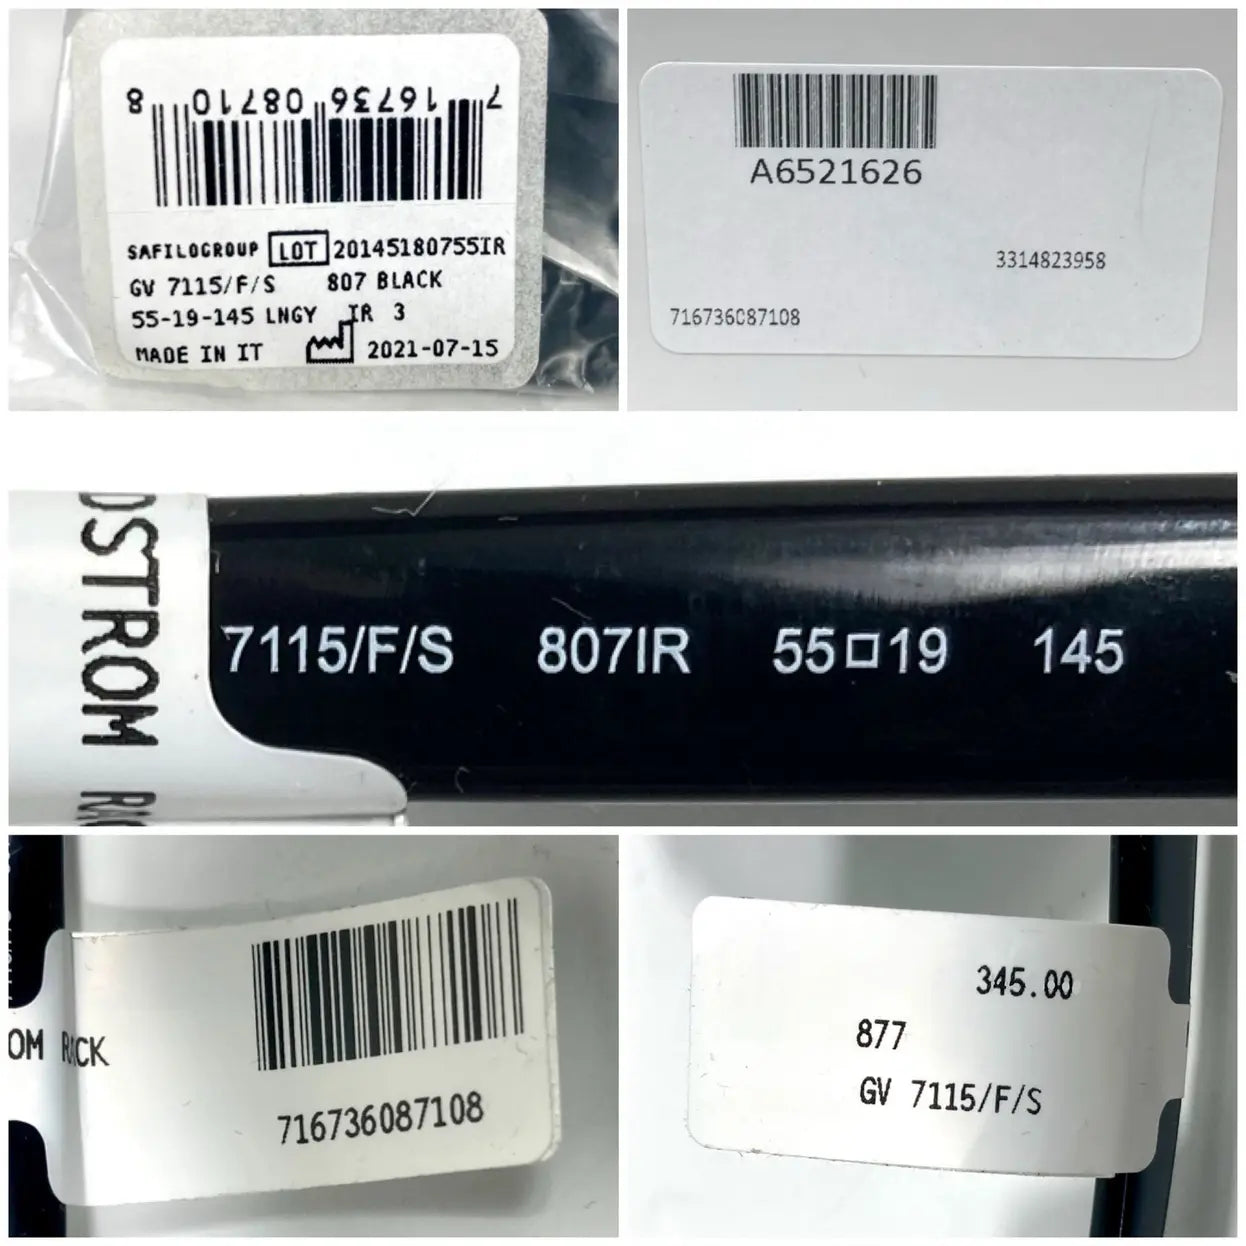 7 16736 08710 8
SAFILOGROUP LOT 20145180755IR
GV 7115/F/S 807 BLACK
55-19-145 LNGY IR 3
MADE IN IT 2021-07-15
A6521626
3314823958
716736087108
DSTROM RAC
7115/F/S 807IR 55□19 145
OM RACK
716736087108
345.00
877
GV 7115/F/S